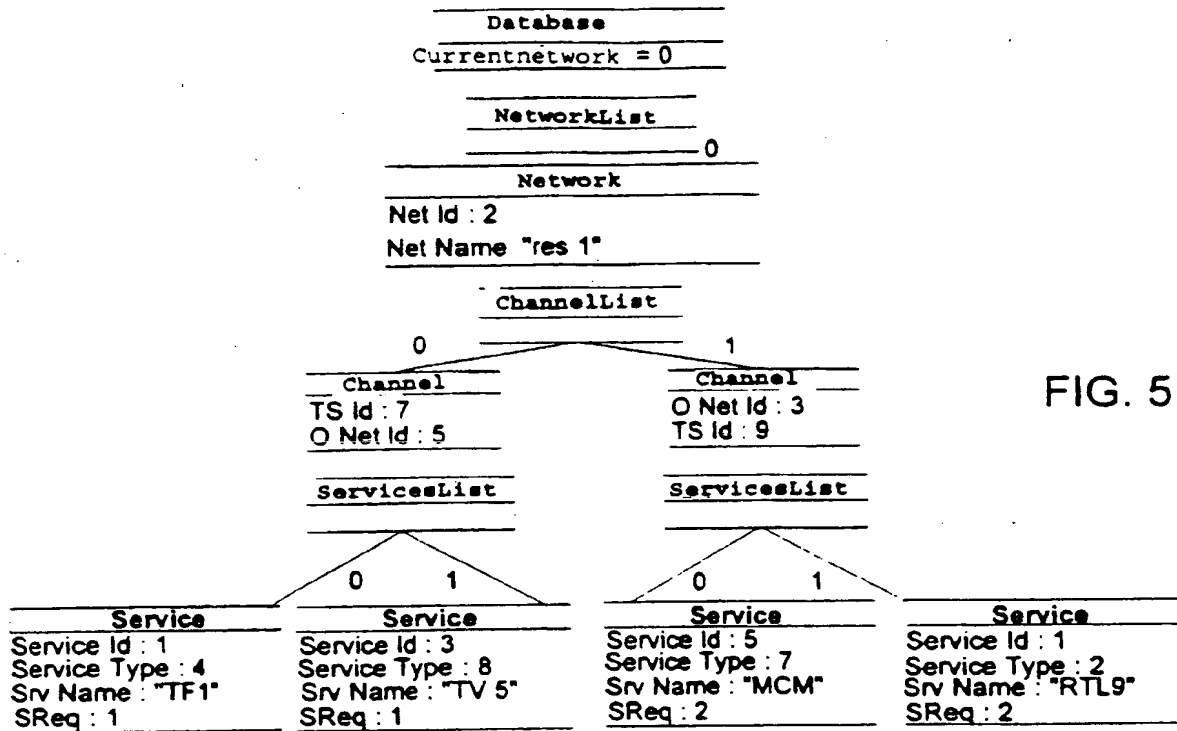 Database
Currentnetwork = 0
NetworkList
0
Network
Net Id : 2
Net Name "res 1"
ChannelList
0 1
Channel
TS Id : 7
O Net Id : 5
Channel
O Net Id : 3
TS Id : 9
FIG. 5
ServicesList
ServicesList
0 1
0 1
Service
Service Id : 1
Service Type : 4
Srv Name : "TF1"
SReq : 1
Service
Service Id : 3
Service Type : 8
Srv Name : "TV 5"
SReq : 1
Service
Service Id : 5
Service Type : 7
Srv Name : "MCM"
SReq : 2
Service
Service Id : 1
Service Type : 2
Srv Name : "RTL9"
SReq : 2